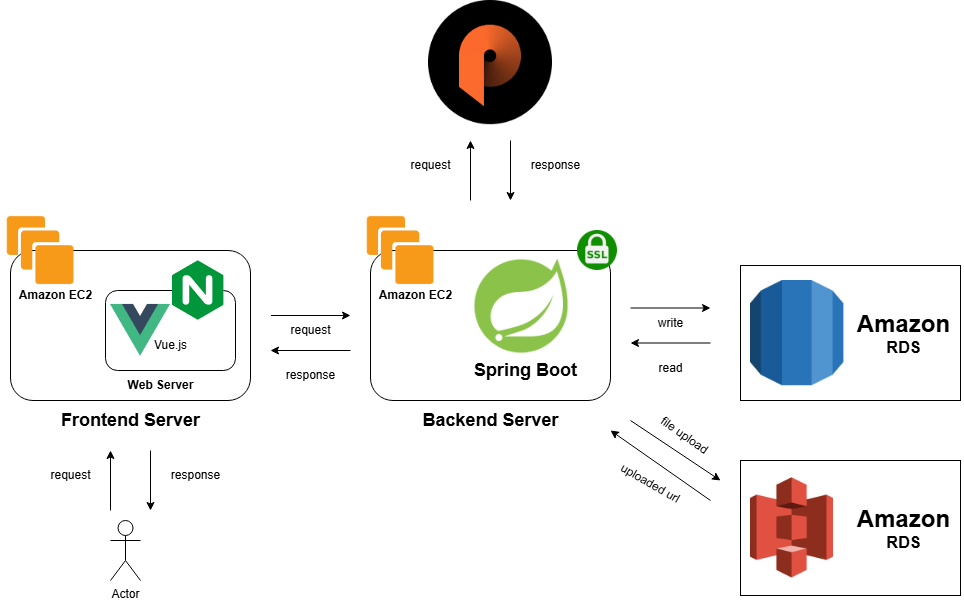 request
response
Amazon EC2
Vue.js
Web Server
Frontend Server
request
response
Amazon EC2
SSL
Spring Boot
Backend Server
write
read
Amazon
RDS
file upload
uploaded url
Amazon
RDS
request
response
Actor